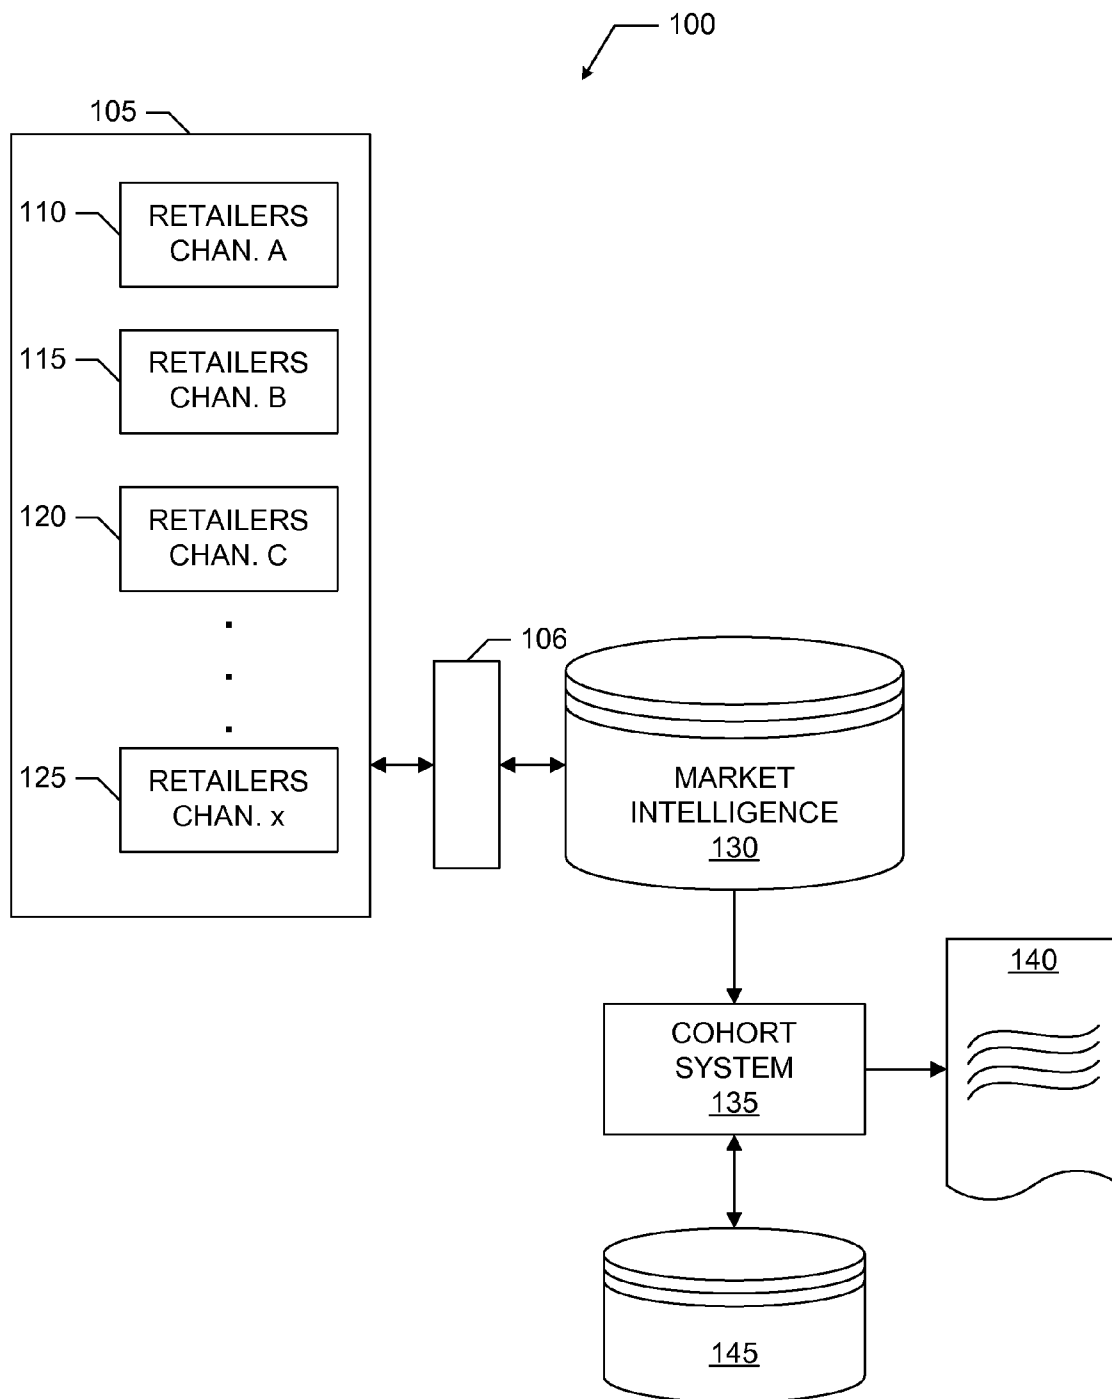 100
105
110
RETAILERS
CHAN. A
115
RETAILERS
CHAN. B
120
RETAILERS
CHAN. C
106
125
RETAILERS
CHAN. x
MARKET
INTELLIGENCE
130
140
COHORT
SYSTEM
135
145